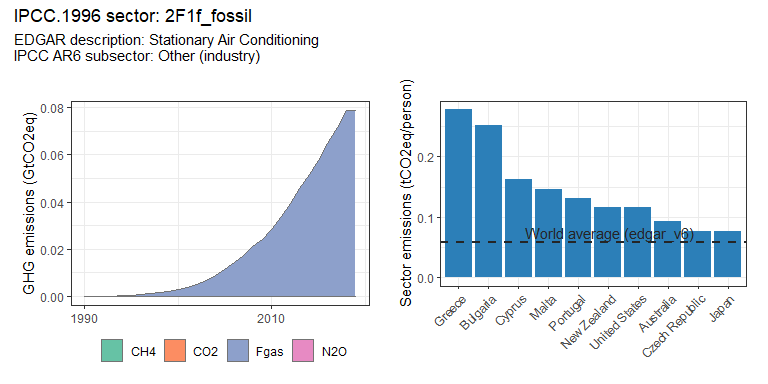 IPCC.1996 sector: 2F1f_fossil
EDGAR description: Stationary Air Conditioning
IPCC AR6 subsector: Other (industry)
GHG emissions (GtCO2eq)
0.08
0.06
0.04
0.02
0.00
1990
2010
CH4
CO2
Fgas
N2O
Sector emissions (tCO2eq/person)
0.2
0.1
0.0
World average (edgar_v6)
Greece
Bulgaria
Cyprus
Malta
Portugal
New Zealand
United States
Australia
Czech Republic
Japan